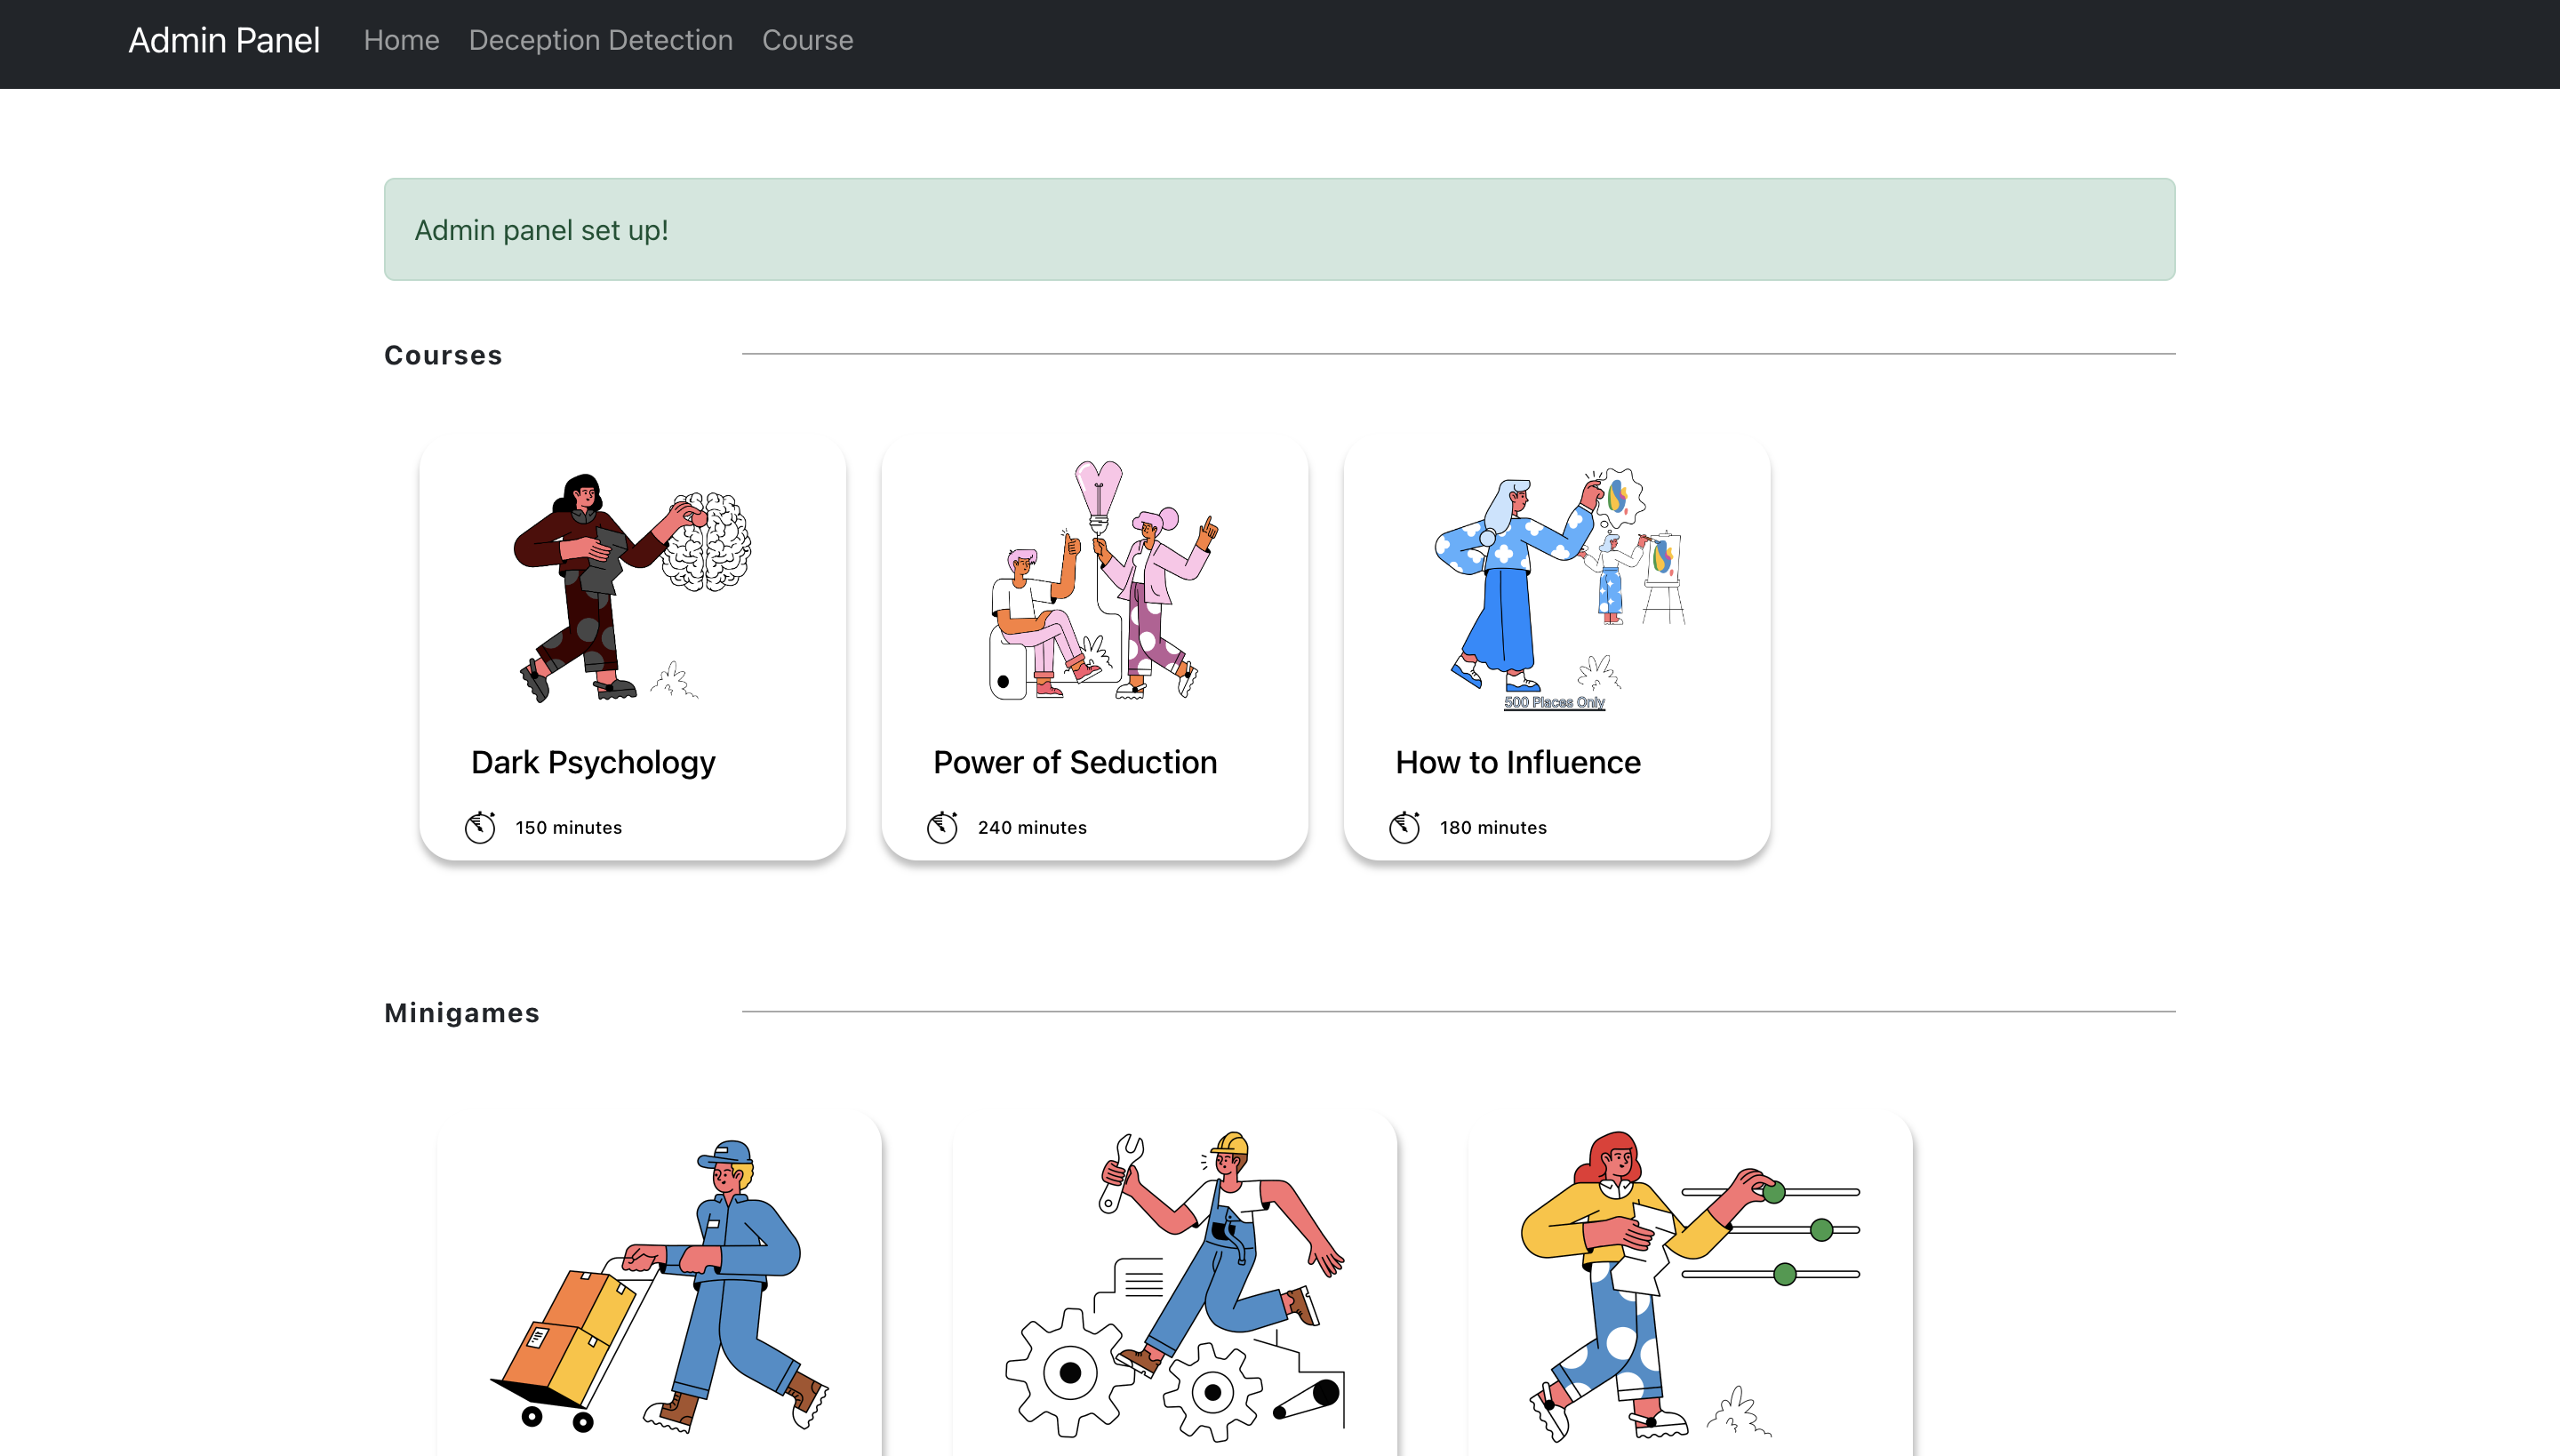 Admin Panel Home Deception Detection Course
Admin panel set up!
Courses
500 Places Only
Dark Psychology Power of Seduction How to Influence
150 minutes 240 minutes 180 minutes
Minigames